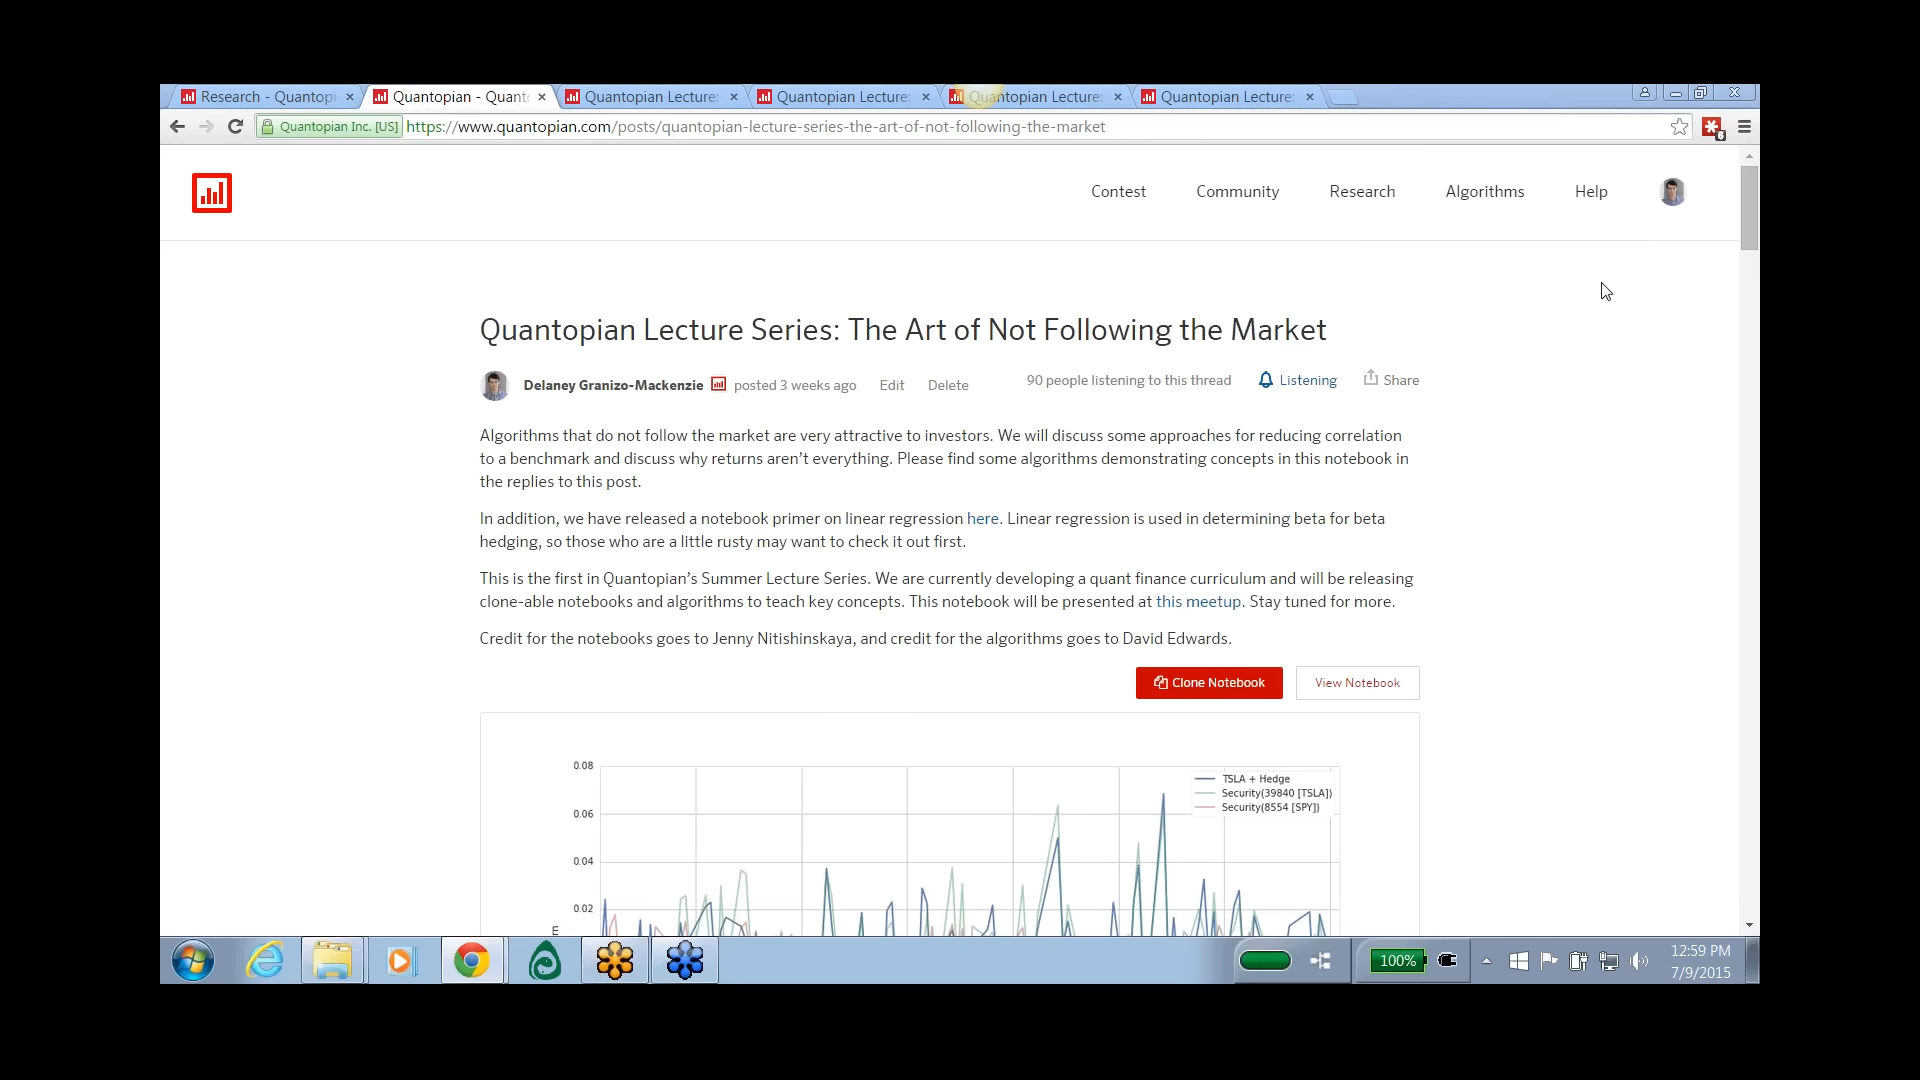 Research - Quantopi
Quantopian - Quant
Quantopian Lecture:
Quantopian Lecture:
Quantopian Lecture:
Quantopian Lecture:
Quantopian Inc. [US]
https://www.quantopian.com/posts/quantopian-lecture-series-the-art-of-not-following-the-market
6
Contest
Community
Research
Algorithms
Help
Quantopian Lecture Series: The Art of Not Following the Market
Delaney Granizo-Mackenzie posted 3 weeks ago Edit Delete
90 people listening to this thread Listening Share
Algorithms that do not follow the market are very attractive to investors. We will discuss some approaches for reducing correlation
to a benchmark and discuss why returns aren’t everything. Please find some algorithms demonstrating concepts in this notebook in
the replies to this post.
In addition, we have released a notebook primer on linear regression here. Linear regression is used in determining beta for beta
hedging, so those who are a little rusty may want to check it out first.
This is the first in Quantopian’s Summer Lecture Series. We are currently developing a quant finance curriculum and will be releasing
clone-able notebooks and algorithms to teach key concepts. This notebook will be presented at this meetup. Stay tuned for more.
Credit for the notebooks goes to Jenny Nitishinskaya, and credit for the algorithms goes to David Edwards.
Clone Notebook
View Notebook
0.08
0.06
0.04
0.02
TSLA + Hedge
Security(39840 [TSLA])
Security(8554 [SPY])
100%
12:59 PM
7/9/2015